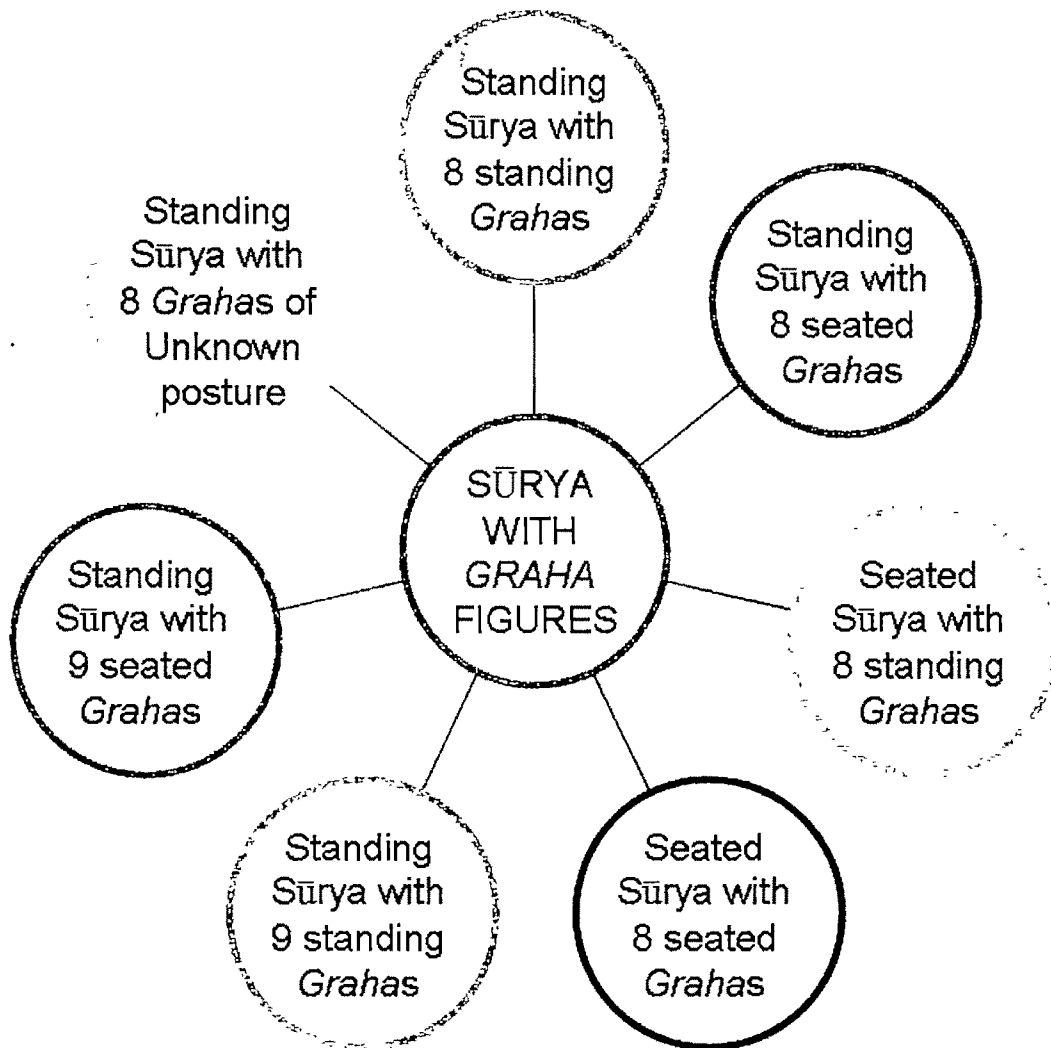 Standing
Sūrya with
8 standing
Grahas
Standing
Sūrya with
8 seated
Grahas
Standing
Sūrya with
8 Grahas of
Unknown
posture
SŪRYA
WITH
GRAHA
FIGURES
Seated
Sūrya with
8 standing
Grahas
Standing
Sūrya with
9 seated
Grahas
Standing
Sūrya with
9 standing
Grahas
Seated
Sūrya with
8 seated
Grahas